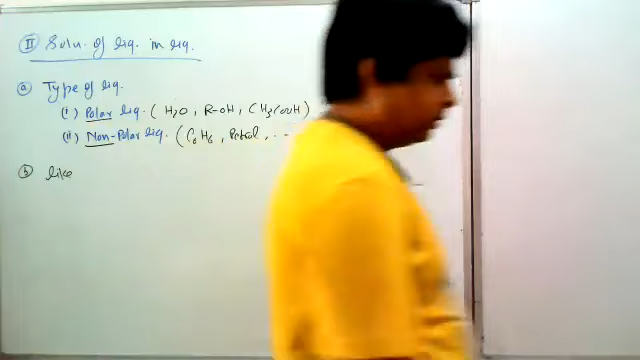 II Soln. of liq. in liq.
(a) Type of liq.
(i) Polar liq. ( H2O , R-OH , CH3COOH )
(ii) Non-Polar liq. ( C6H6 , Petrol , ...
(b) like